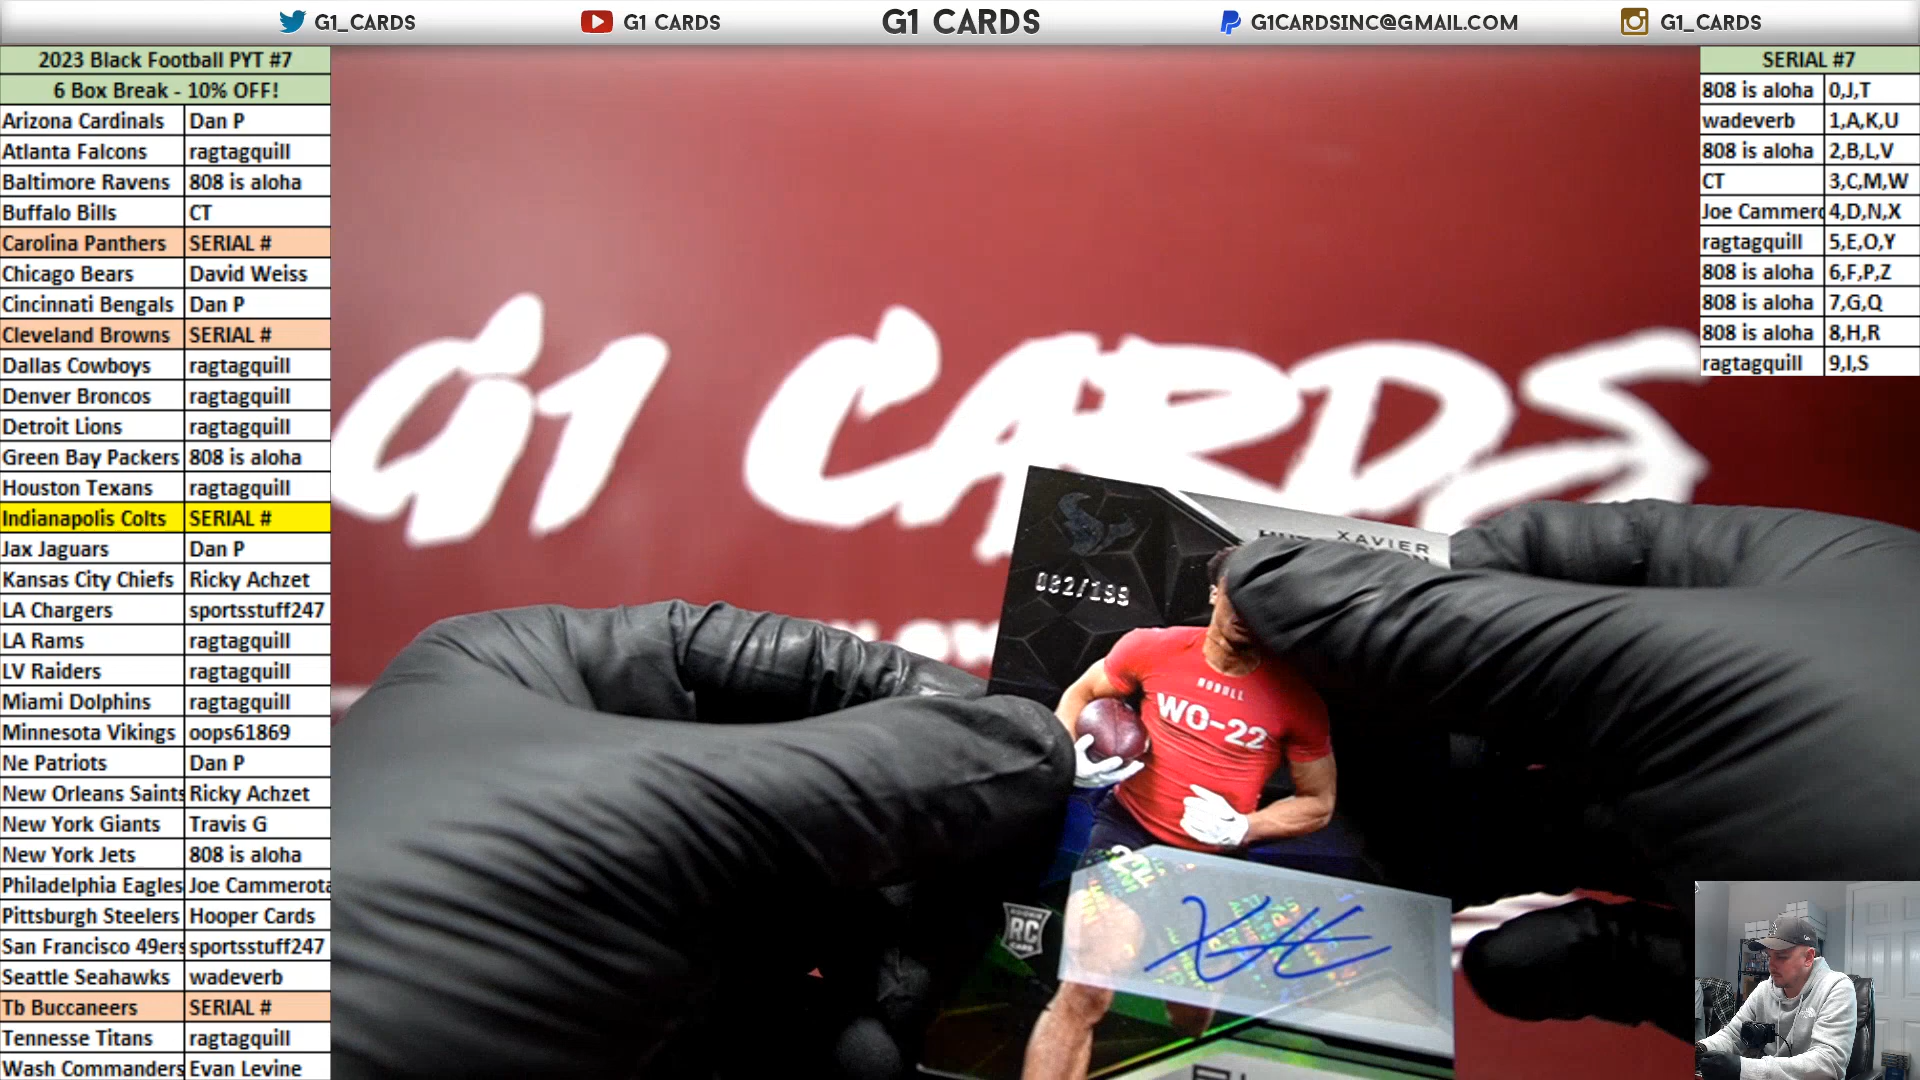 G1_CARDS G1 CARDS G1 CARDS G1CARDSINC@GMAIL.COM G1_CARDS
2023 Black Football PYT #7
6 Box Break - 10% OFF!
Arizona Cardinals Dan P
Atlanta Falcons ragtagquill
Baltimore Ravens 808 is aloha
Buffalo Bills CT
Carolina Panthers SERIAL #
Chicago Bears David Weiss
Cincinnati Bengals Dan P
Cleveland Browns SERIAL #
Dallas Cowboys ragtagquill
Denver Broncos ragtagquill
Detroit Lions ragtagquill
Green Bay Packers 808 is aloha
Houston Texans ragtagquill
Indianapolis Colts SERIAL #
Jax Jaguars Dan P
Kansas City Chiefs Ricky Achzet
LA Chargers sportsstuff247
LA Rams ragtagquill
LV Raiders ragtagquill
Miami Dolphins ragtagquill
Minnesota Vikings oops61869
Ne Patriots Dan P
New Orleans Saints Ricky Achzet
New York Giants Travis G
New York Jets 808 is aloha
Philadelphia Eagles Joe Cammerota
Pittsburgh Steelers Hooper Cards
San Francisco 49ers sportsstuff247
Seattle Seahawks wadeverb
Tb Buccaneers SERIAL #
Tennesse Titans ragtagquill
Wash Commanders Evan Levine
SERIAL #7
808 is aloha 0,J,T
wadeverb 1,A,K,U
808 is aloha 2,B,L,V
CT 3,C,M,W
Joe Cammero 4,D,N,X
ragtagquill 5,E,O,Y
808 is aloha 6,F,P,Z
808 is aloha 7,G,Q
808 is aloha 8,H,R
ragtagquill 9,I,S
G1 CARDS
XAVIER
082/199
NOBULL
WO-22
ROOKIE
RC
CARD